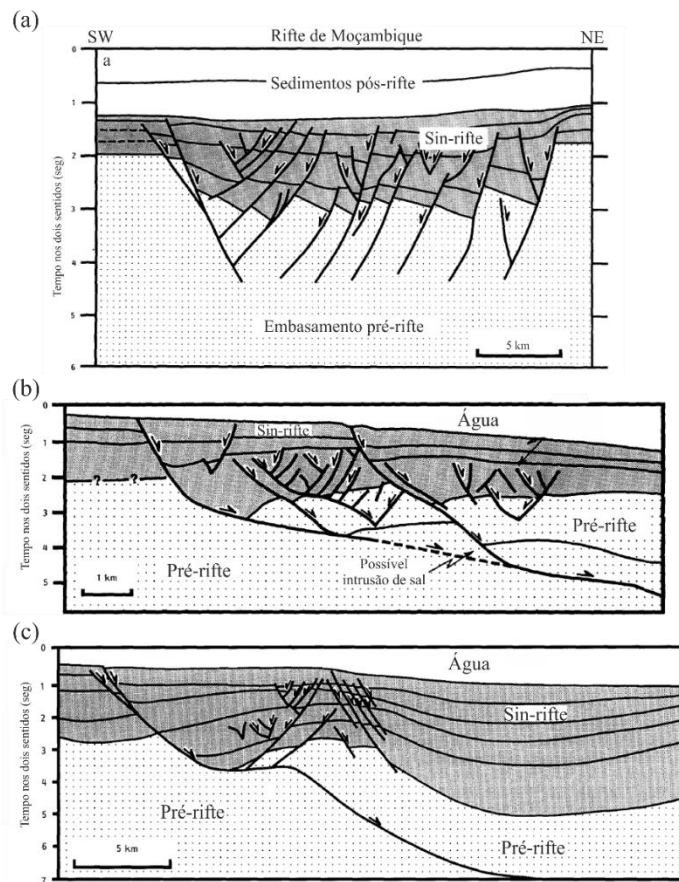 (a)
SW Rifte de Moçambique NE
a
Sedimentos pós-rifte
Sin-rifte
Embasamento pré-rifte
5 km
Tempo nos dois sentidos (seg)
0
1
2
3
4
5
6
(b)
Água
Sin-rifte
? ?
Pré-rifte
Pré-rifte
Possível
intrusão de sal
1 km
Tempo nos dois sentidos (seg)
0
1
2
3
4
5
(c)
Água
Sin-rifte
Pré-rifte
Pré-rifte
5 km
Tempo nos dois sentidos (seg)
0
1
2
3
4
5
6
7